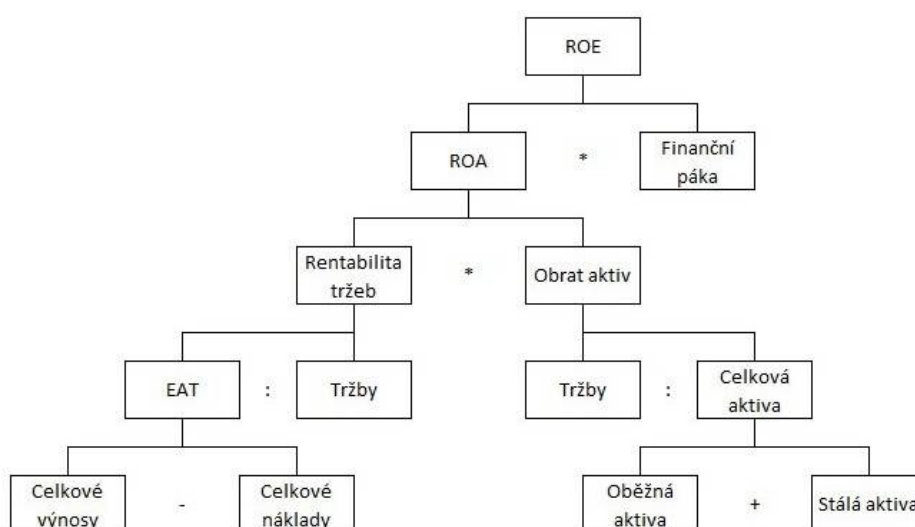 ROE
ROA
*
Finanční
páka
Rentabilita
tržeb
*
Obrat aktiv
EAT
:
Tržby
Tržby
:
Celková
aktiva
Celkové
výnosy
-
Celkové
náklady
Oběžná
aktiva
+
Stálá aktiva